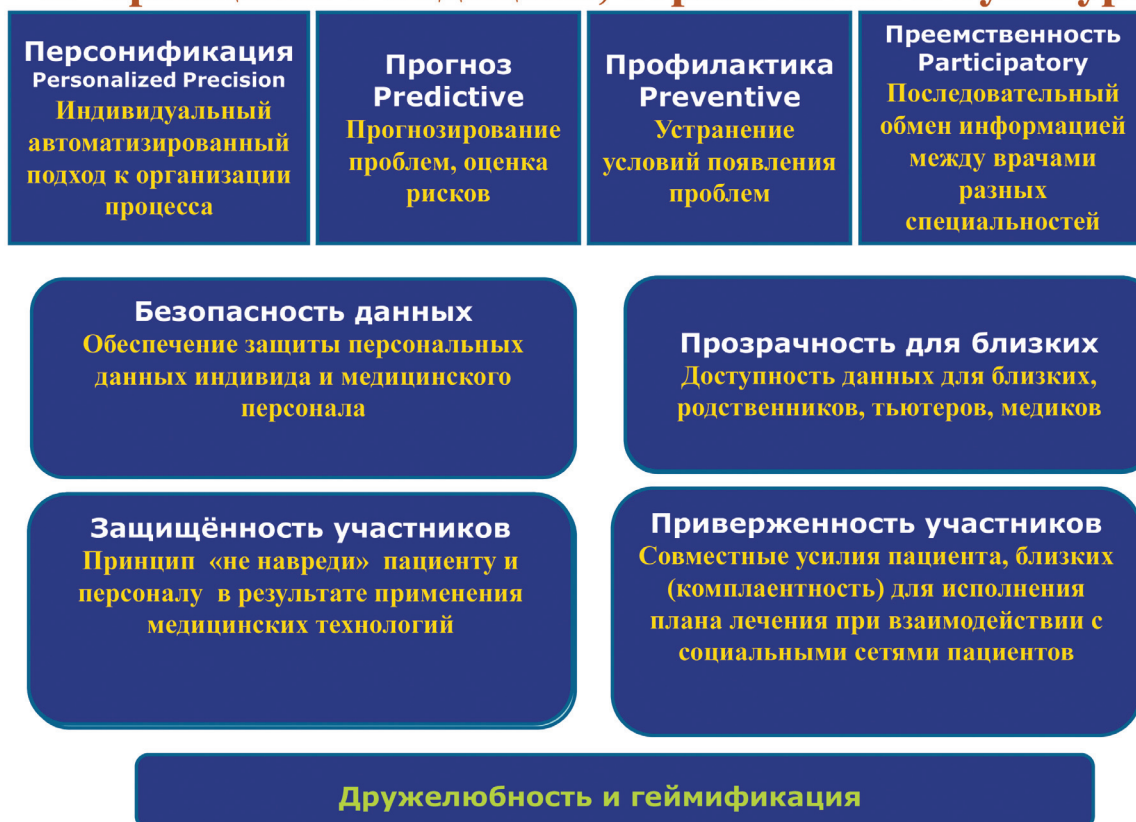 Персонификация
Personalized Precision
Индивидуальный
автоматизированный
подход к организации
процесса
Прогноз
Predictive
Прогнозирование
проблем, оценка
рисков
Профилактика
Preventive
Устранение
условий появления
проблем
Преемственность
Participatory
Последовательный
обмен информацией
между врачами
разных
специальностей
Безопасность данных
Обеспечение защиты персональных
данных индивида и медицинского
персонала
Прозрачность для близких
Доступность данных для близких,
родственников, тьютеров, медиков
Защищённость участников
Принцип «не навреди» пациенту и
персоналу в результате применения
медицинских технологий
Приверженность участников
Совместные усилия пациента, близких
(комплаентность) для исполнения
плана лечения при взаимодействии с
социальными сетями пациентов
Дружелюбность и геймификация